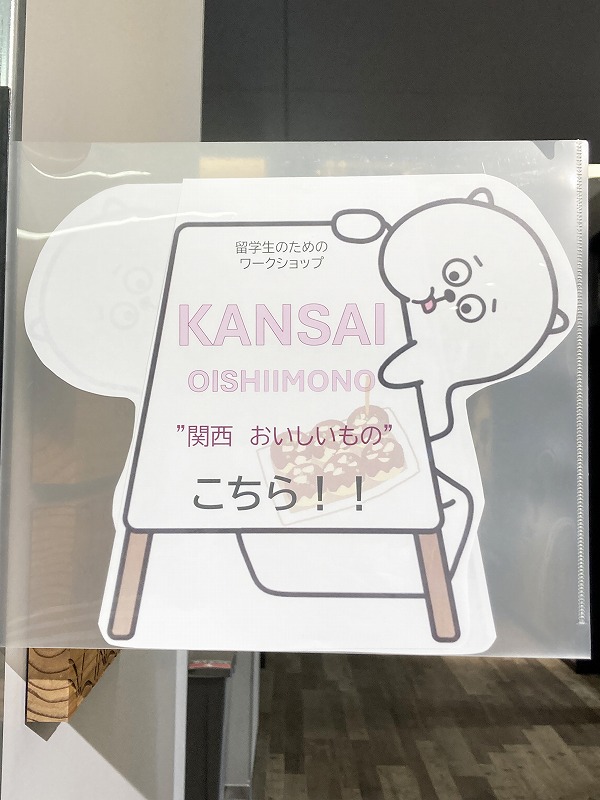 留学生のための
ワークショップ
KANSAI
OISHIIMONO
”関西 おいしいもの”
こちら！！